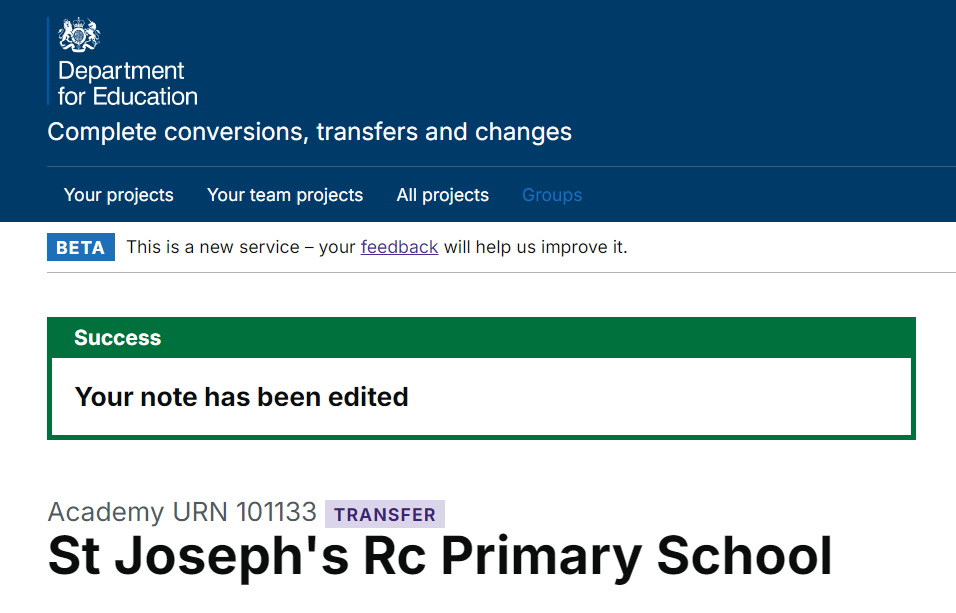 Department
for Education
Complete conversions, transfers and changes
Your projects Your team projects All projects Groups
BETA This is a new service – your feedback will help us improve it.
Success
Your note has been edited
Academy URN 101133 TRANSFER
St Joseph's Rc Primary School